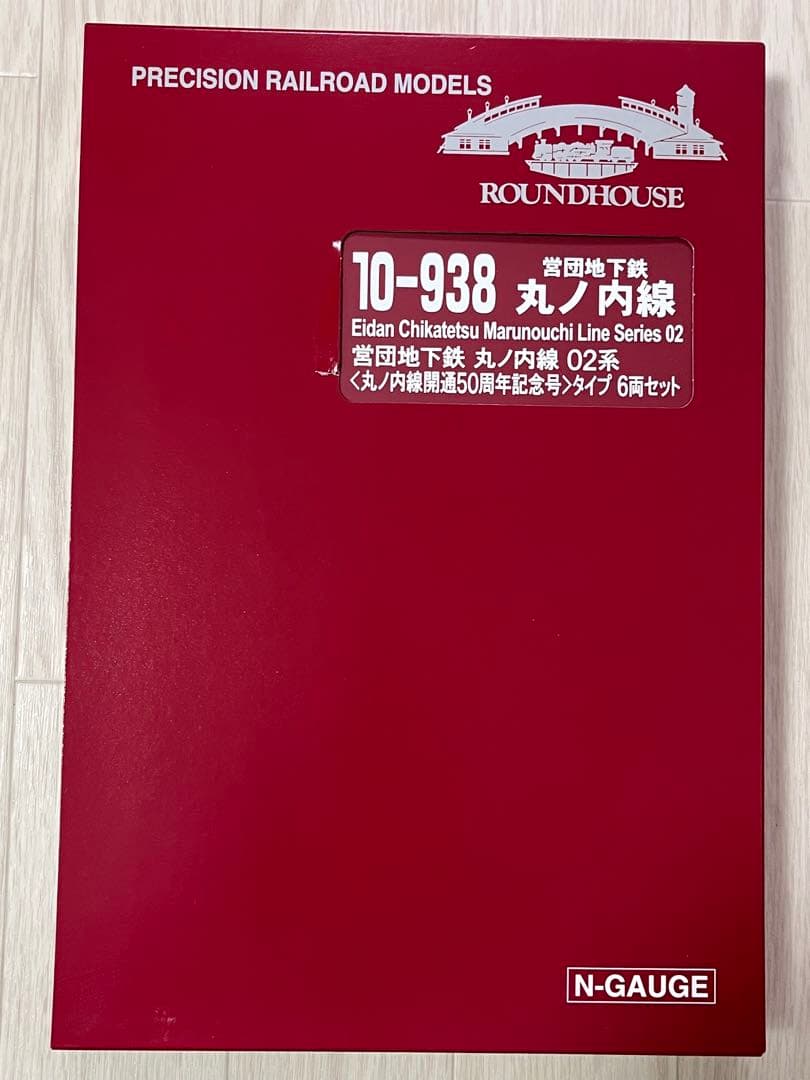 PRECISION RAILROAD MODELS
ROUNDHOUSE
10-938 営団地下鉄
丸ノ内線
Eidan Chikatetsu Marunouchi Line Series 02
営団地下鉄 丸ノ内線 02系
〈丸ノ内線開通50周年記念号〉タイプ 6両セット
N-GAUGE